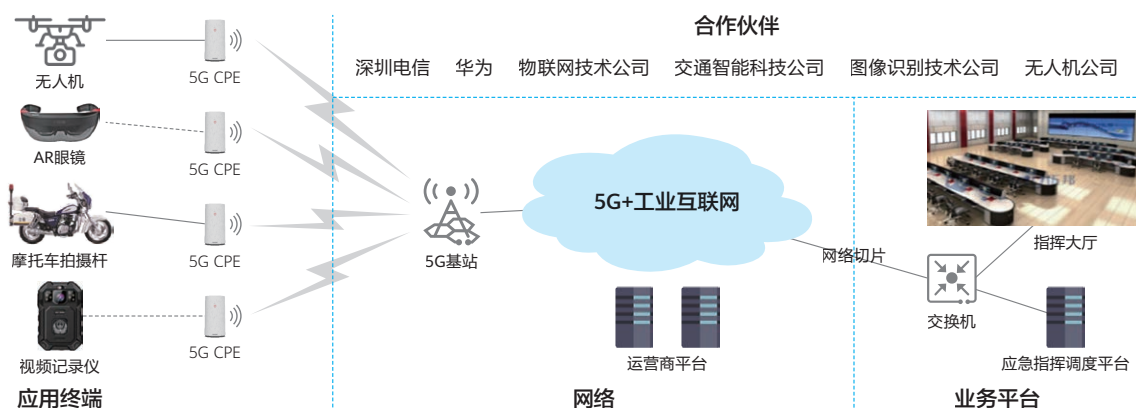 合作伙伴
深圳电信 华为 物联网技术公司 交通智能科技公司 图像识别技术公司 无人机公司
无人机
5G CPE
AR眼镜
5G CPE
摩托车拍摄杆
5G CPE
视频记录仪
5G CPE
应用终端
5G基站
5G+工业互联网
网络切片
运营商平台
网络
指挥大厅
交换机
应急指挥调度平台
业务平台